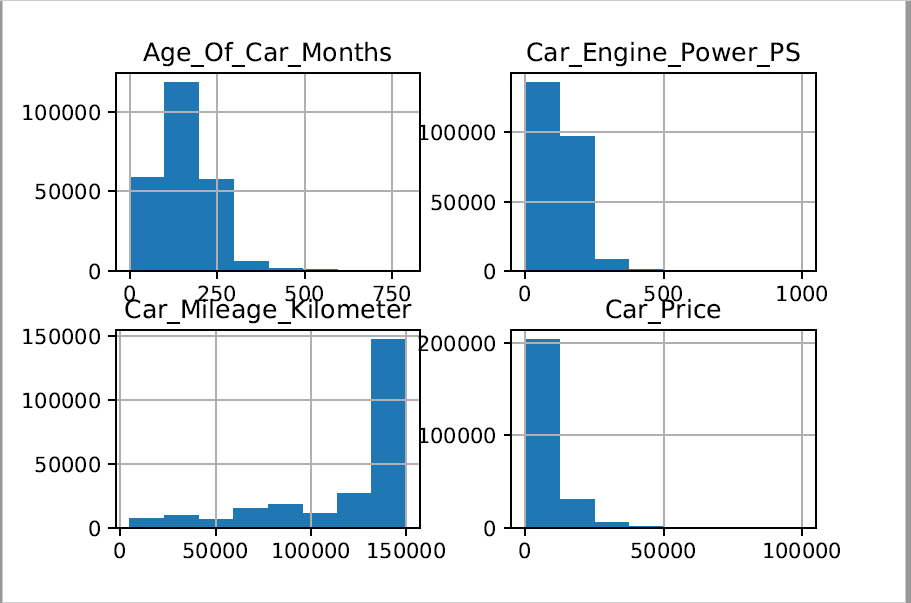 Age_Of_Car_Months
100000
50000
0
0 250 500 750
Car_Engine_Power_PS
100000
50000
0
0 500 1000
Car_Mileage_Kilometer
150000
100000
50000
0
0 50000 100000 150000
Car_Price
200000
100000
0
0 50000 100000